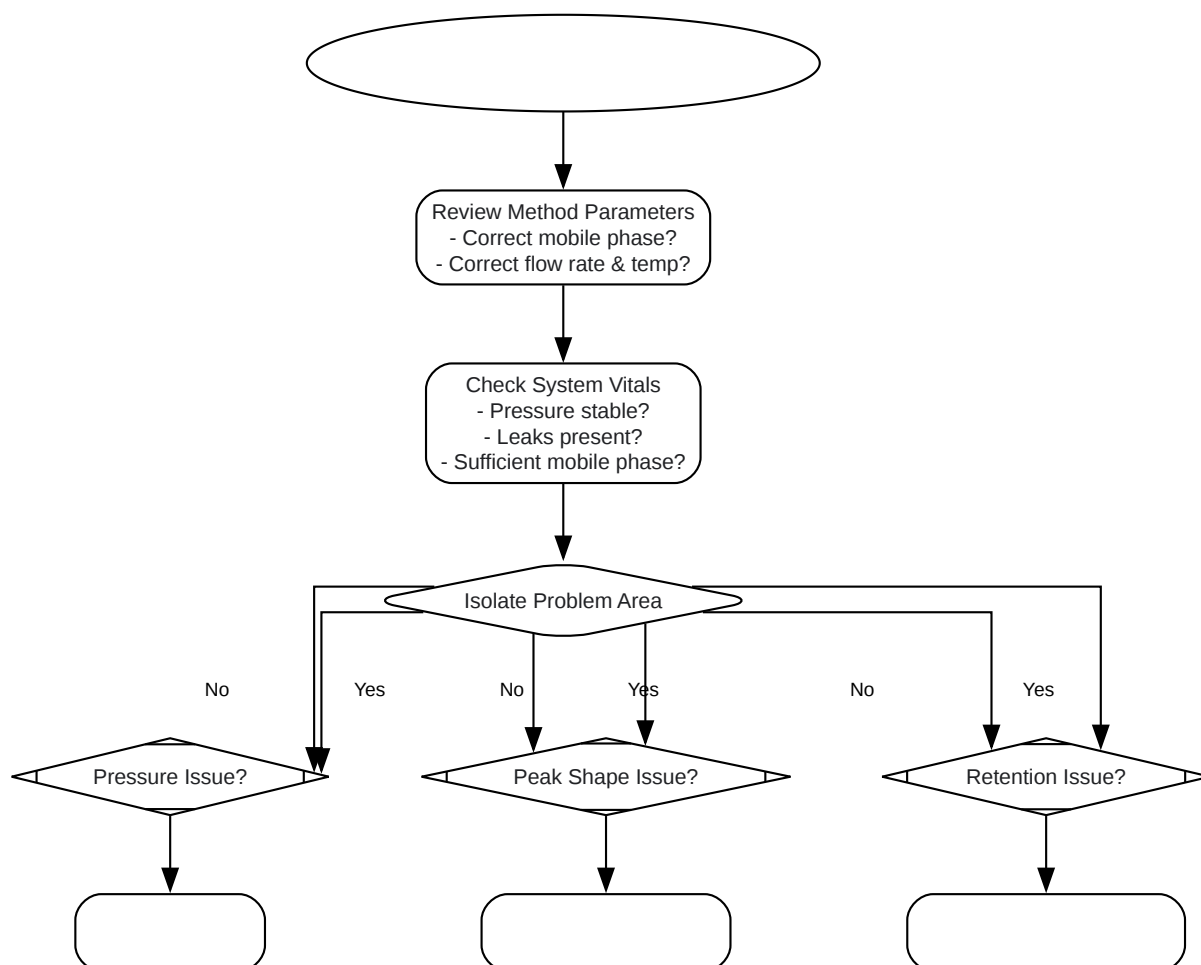 Review Method Parameters
- Correct mobile phase?
- Correct flow rate & temp?
Check System Vitals
- Pressure stable?
- Leaks present?
- Sufficient mobile phase?
Isolate Problem Area
No
Yes
No
Yes
No
Yes
Pressure Issue?
Peak Shape Issue?
Retention Issue?